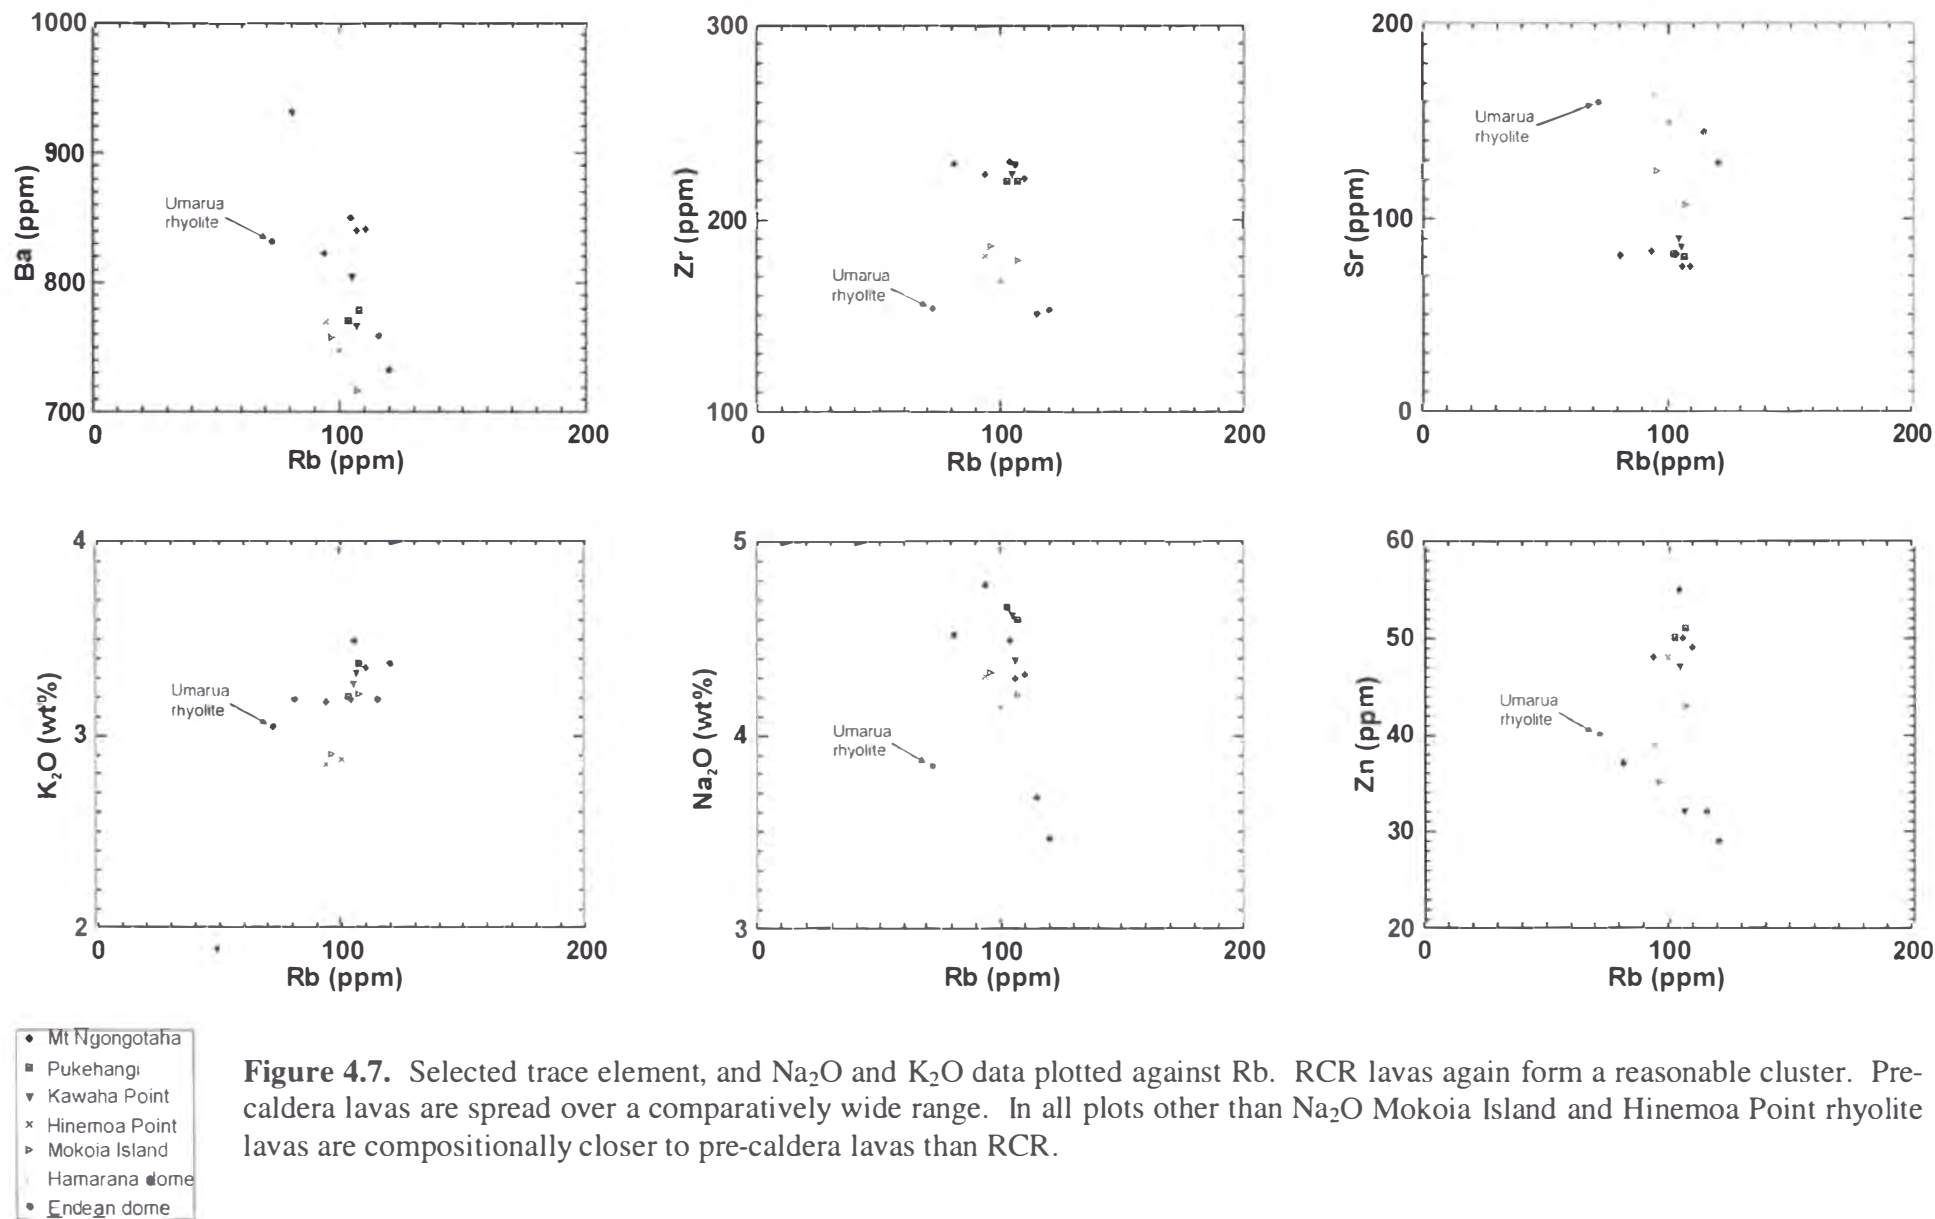 1000
900
800
700
Ba (ppm)
Umarua
rhyolite
0
100
200
Rb (ppm)
300
200
100
Zr (ppm)
Umarua
rhyolite
0
100
200
Rb (ppm)
200
100
0
Sr (ppm)
Umarua
rhyolite
0
100
200
Rb(ppm)
4
3
2
K₂O (wt%)
Umarua
rhyolite
0
100
200
Rb (ppm)
5
4
3
Na₂O (wt%)
Umarua
rhyolite
0
100
200
Rb (ppm)
60
50
40
30
20
Zn (ppm)
Umarua
rhyolite
0
100
200
Rb (ppm)
Mt Ngongotaha
Pukehangi
Kawaha Point
Hinemoa Point
Mokoia Island
Hamarana dome
Endean dome
Figure 4.7. Selected trace element, and Na₂O and K₂O data plotted against Rb. RCR lavas again form a reasonable cluster. Pre-
caldera lavas are spread over a comparatively wide range. In all plots other than Na₂O Mokoia Island and Hinemoa Point rhyolite
lavas are compositionally closer to pre-caldera lavas than RCR.